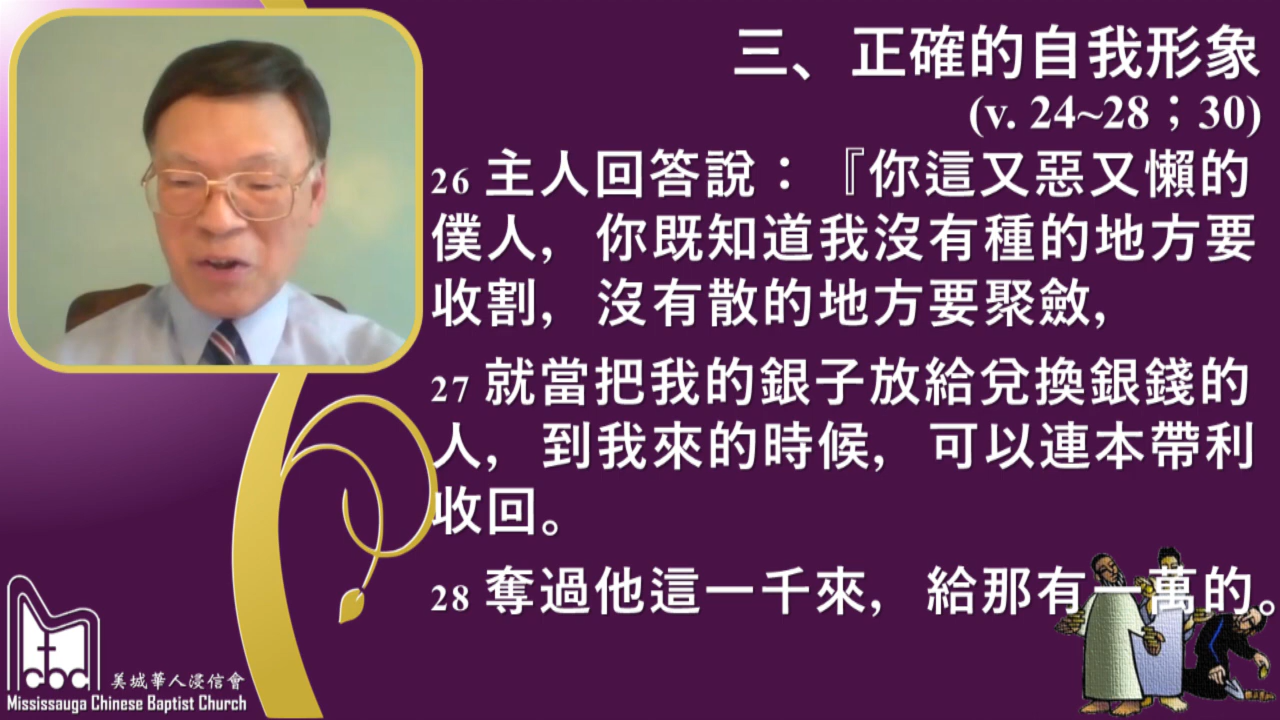 三、正確的自我形象
(v. 24~28；30)
26 主人回答說：『你這又惡又懶的
僕人，你既知道我沒有種的地方要
收割，沒有散的地方要聚斂，
27 就當把我的銀子放給兌換銀錢的
人，到我來的時候，可以連本帶利
收回。
28 奪過他這一千來，給那有一萬的。
mcbc
美城華人浸信會
Mississauga Chinese Baptist Church